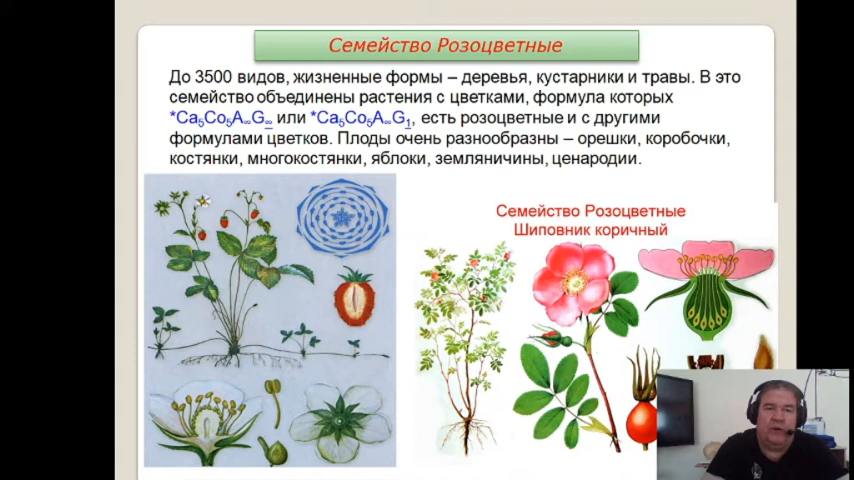 Семейство Розоцветные
До 3500 видов, жизненные формы – деревья, кустарники и травы. В это
семейство объединены растения с цветками, формула которых
*Ca₅Co₅A∞G∞ или *Ca₅Co₅A∞G₁, есть розоцветные и с другими
формулами цветков. Плоды очень разнообразны – орешки, коробочки,
костянки, многокостянки, яблоки, земляничины, ценародии.
Семейство Розоцветные
Шиповник коричный